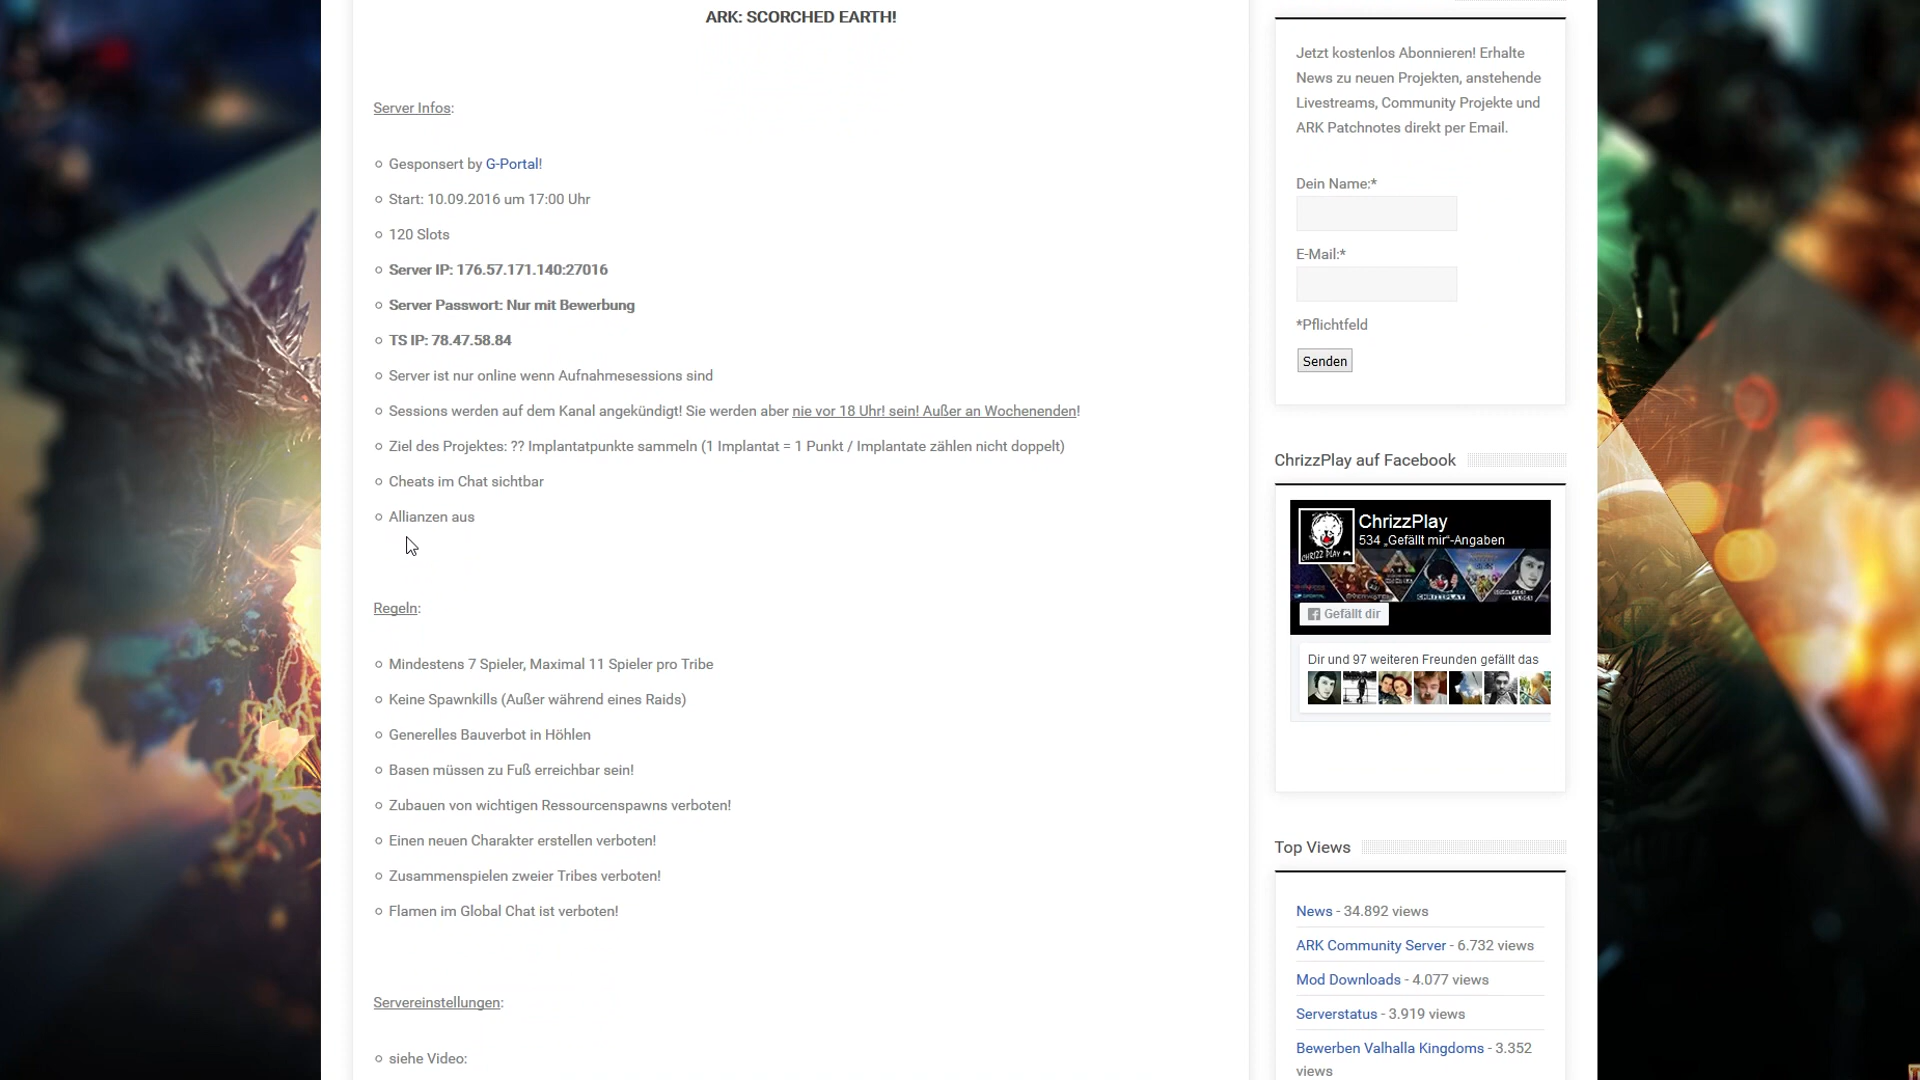 ARK: SCORCHED EARTH!
Server Infos:
Gesponsert by G-Portal!
Start: 10.09.2016 um 17:00 Uhr
120 Slots
Server IP: 176.57.171.140:27016
Server Passwort: Nur mit Bewerbung
TS IP: 78.47.58.84
Server ist nur online wenn Aufnahmesessions sind
Sessions werden auf dem Kanal angekündigt! Sie werden aber nie vor 18 Uhr! sein! Außer an Wochenenden!
Ziel des Projektes: ?? Implantatpunkte sammeln (1 Implantat = 1 Punkt / Implantate zählen nicht doppelt)
Cheats im Chat sichtbar
Allianzen aus
Regeln:
Mindestens 7 Spieler, Maximal 11 Spieler pro Tribe
Keine Spawnkills (Außer während eines Raids)
Generelles Bauverbot in Höhlen
Basen müssen zu Fuß erreichbar sein!
Zubauen von wichtigen Ressourcenspawns verboten!
Einen neuen Charakter erstellen verboten!
Zusammenspielen zweier Tribes verboten!
Flamen im Global Chat ist verboten!
Servereinstellungen:
siehe Video:
Jetzt kostenlos Abonnieren! Erhalte
News zu neuen Projekten, anstehende
Livestreams, Community Projekte und
ARK Patchnotes direkt per Email.
Dein Name:*
E-Mail:*
*Pflichtfeld
Senden
ChrizzPlay auf Facebook
ChrizzPlay
534 „Gefällt mir“-Angaben
CHRIZZ PLAY
CHRIZZPLAY
Gefällt dir
Dir und 97 weiteren Freunden gefällt das
Top Views
News - 34.892 views
ARK Community Server - 6.732 views
Mod Downloads - 4.077 views
Serverstatus - 3.919 views
Bewerben Valhalla Kingdoms - 3.352
views